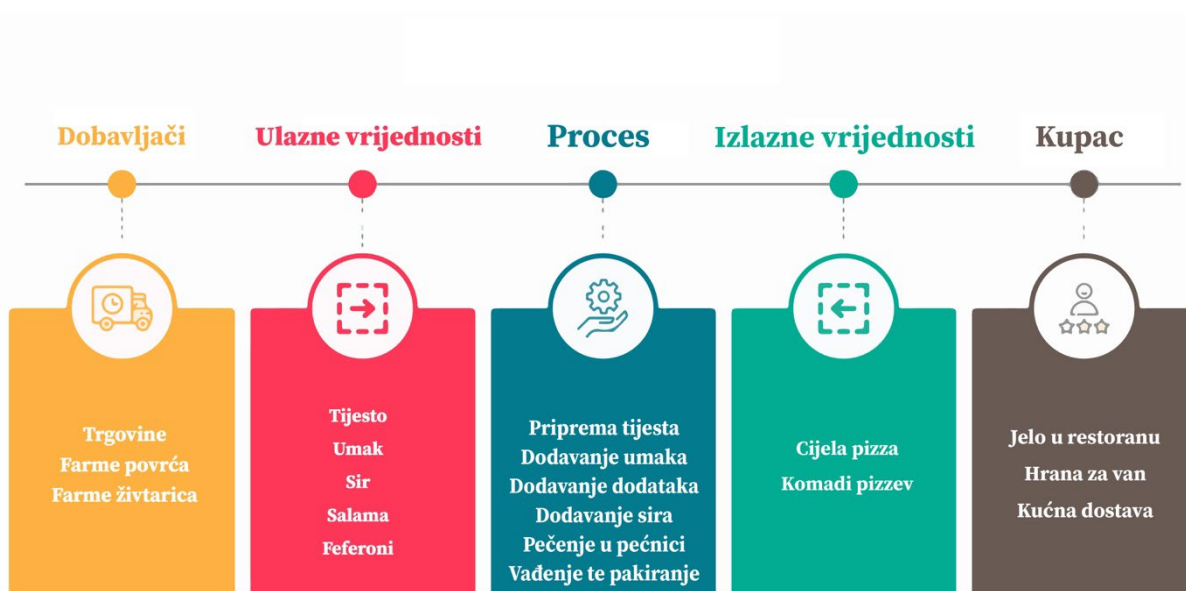 Dobavljači
Ulazne vrijednosti
Proces
Izlazne vrijednosti
Kupac
Trgovine
Farme povrća
Farme živtarica
Tijesto
Umak
Sir
Salama
Feferoni
Priprema tijesta
Dodavanje umaka
Dodavanje dodataka
Dodavanje sira
Pečenje u pećnici
Vađenje te pakiranje
Cijela pizza
Komadi pizzev
Jelo u restoranu
Hrana za van
Kućna dostava